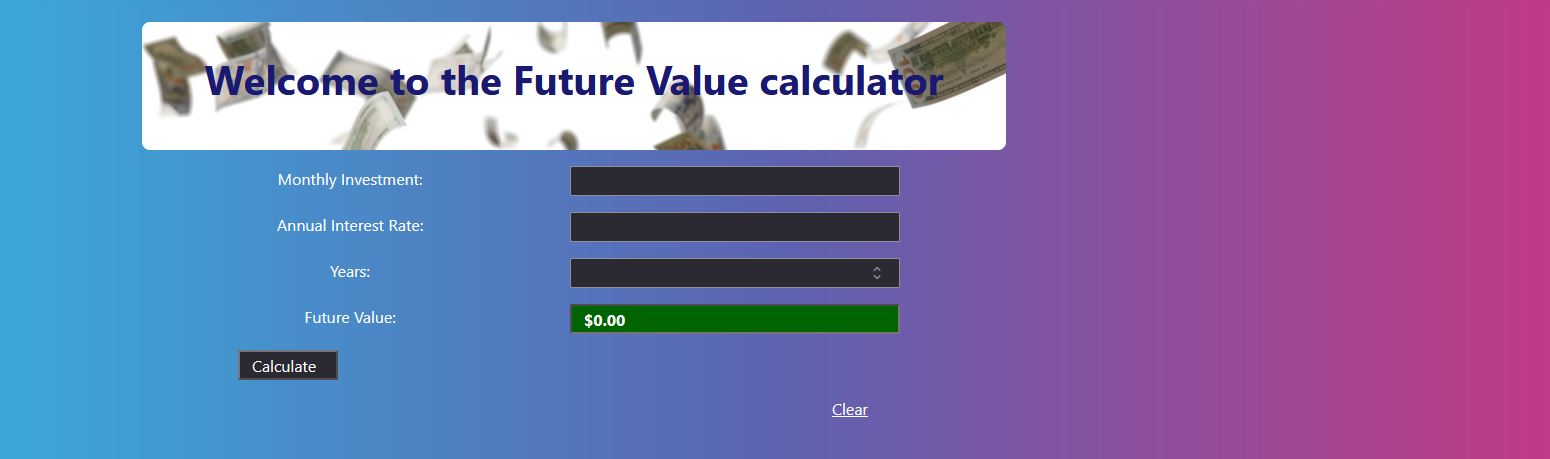 Welcome to the Future Value calculator
Monthly Investment:
Annual Interest Rate:
Years:
Future Value:
$0.00
Calculate
Clear